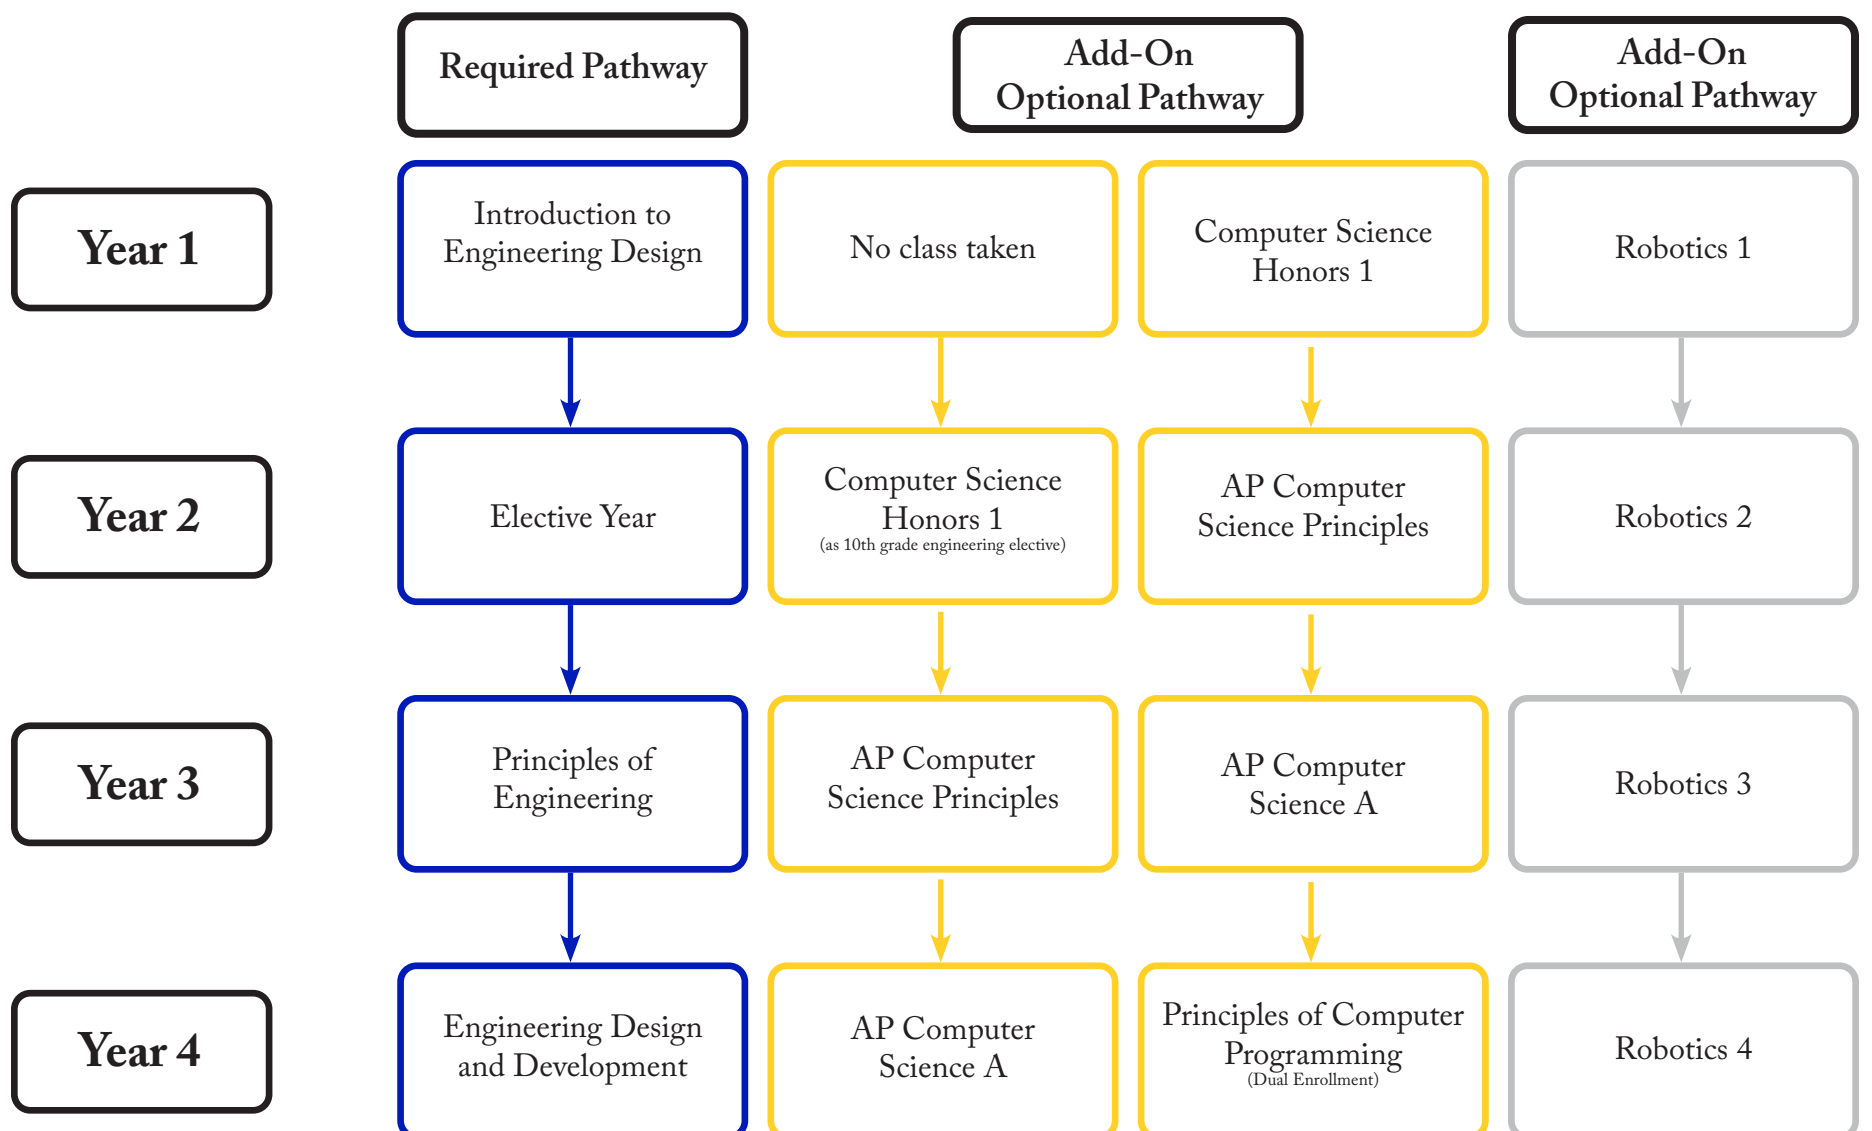 Required Pathway
Add-On
Optional Pathway
Add-On
Optional Pathway
Year 1
Introduction to
Engineering Design
No class taken
Computer Science
Honors 1
Robotics 1
Year 2
Elective Year
Computer Science
Honors 1
(as 10th grade engineering elective)
AP Computer
Science Principles
Robotics 2
Year 3
Principles of
Engineering
AP Computer
Science Principles
AP Computer
Science A
Robotics 3
Year 4
Engineering Design
and Development
AP Computer
Science A
Principles of Computer
Programming
(Dual Enrollment)
Robotics 4